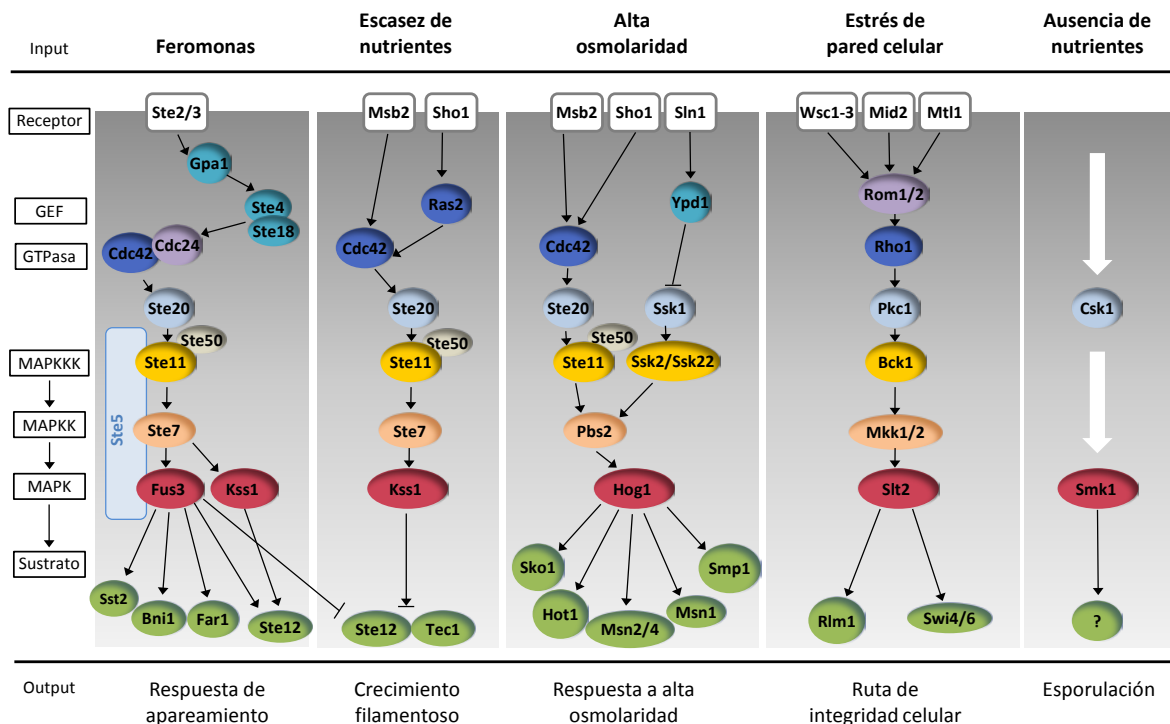 Input
Feromonas
Escasez de
nutrientes
Alta
osmolaridad
Estrés de
pared celular
Ausencia de
nutrientes
Receptor
GEF
GTPasa
MAPKKK
MAPKK
MAPK
Sustrato
Ste2/3
Gpa1
Ste4
Ste18
Cdc24
Cdc42
Ste20
Ste50
Ste11
Ste5
Ste7
Fus3
Kss1
Sst2
Bni1
Far1
Ste12
Msb2
Sho1
Ras2
Cdc42
Ste20
Ste50
Ste11
Ste7
Kss1
Ste12
Tec1
Msb2
Sho1
Sln1
Ypd1
Cdc42
Ste20
Ssk1
Ste50
Ste11
Ssk2/Ssk22
Pbs2
Hog1
Sko1
Hot1
Msn2/4
Msn1
Smp1
Wsc1-3
Mid2
Mtl1
Rom1/2
Rho1
Pkc1
Bck1
Mkk1/2
Slt2
Rlm1
Swi4/6
Csk1
Smk1
?
Output
Respuesta de
apareamiento
Crecimiento
filamentoso
Respuesta a alta
osmolaridad
Ruta de
integridad celular
Esporulación